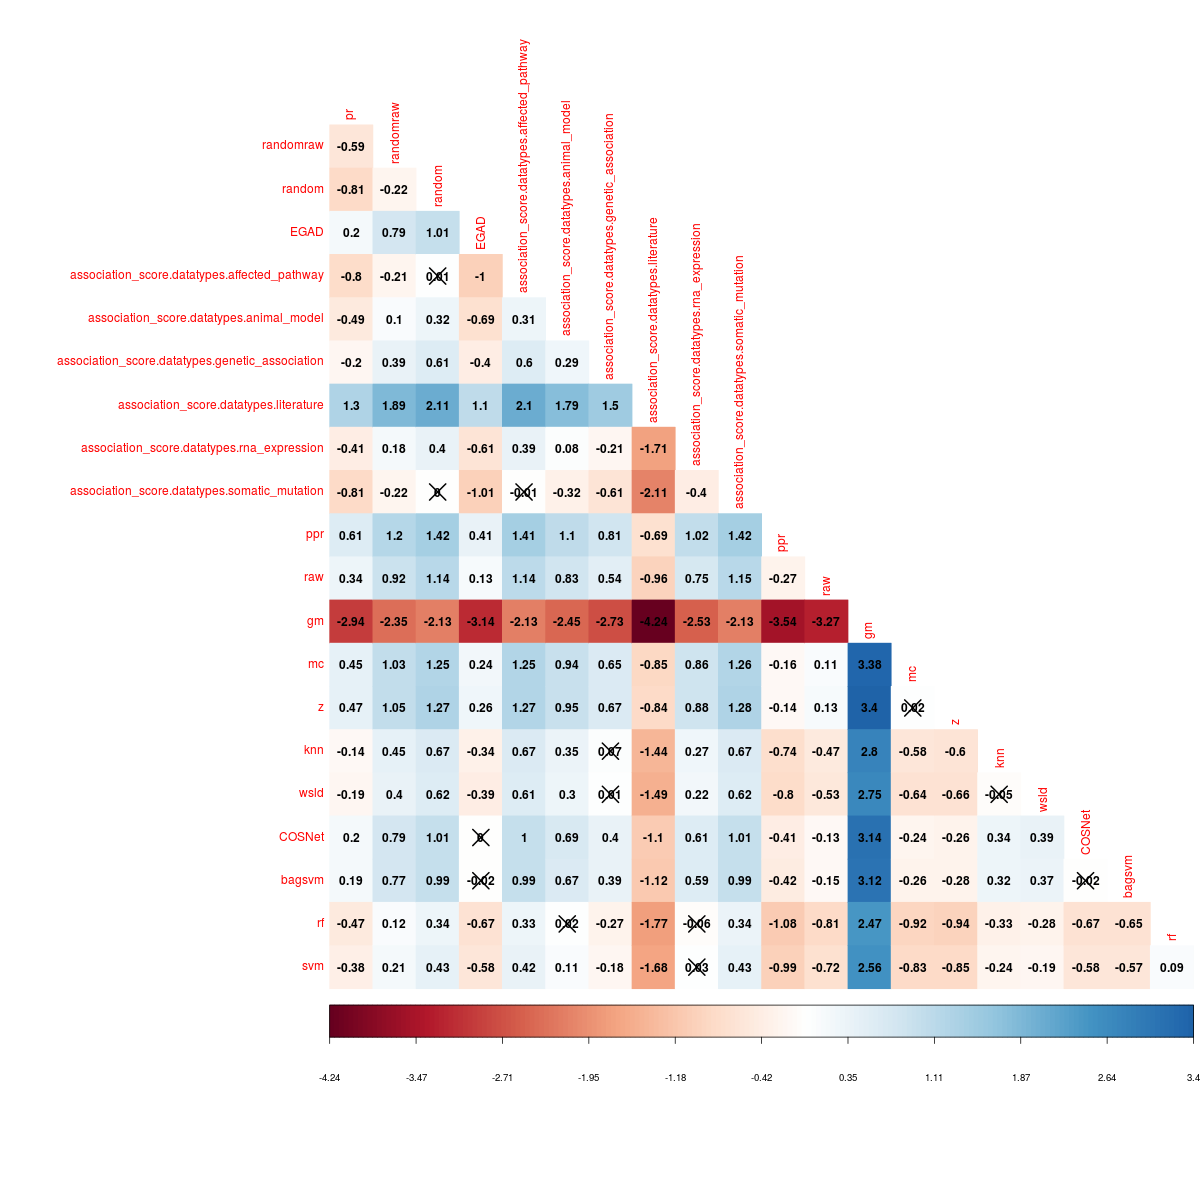 pr
randomraw
random
EGAD
association_score.datatypes.affected_pathway
association_score.datatypes.animal_model
association_score.datatypes.genetic_association
association_score.datatypes.literature
association_score.datatypes.rna_expression
association_score.datatypes.somatic_mutation
ppr
raw
gm
mc
z
knn
wsld
COSNet
bagsvm
rf
randomraw -0.59
random -0.81 -0.22
EGAD 0.2 0.79 1.01
association_score.datatypes.affected_pathway -0.8 -0.21 0.01 -1
association_score.datatypes.animal_model -0.49 0.1 0.32 -0.69 0.31
association_score.datatypes.genetic_association -0.2 0.39 0.61 -0.4 0.6 0.29
association_score.datatypes.literature 1.3 1.89 2.11 1.1 2.1 1.79 1.5
association_score.datatypes.rna_expression -0.41 0.18 0.4 -0.61 0.39 0.08 -0.21 -1.71
association_score.datatypes.somatic_mutation -0.81 -0.22 0 -1.01 -0.01 -0.32 -0.61 -2.11 -0.4
ppr 0.61 1.2 1.42 0.41 1.41 1.1 0.81 -0.69 1.02 1.42
raw 0.34 0.92 1.14 0.13 1.14 0.83 0.54 -0.96 0.75 1.15 -0.27
gm -2.94 -2.35 -2.13 -3.14 -2.13 -2.45 -2.73 -4.24 -2.53 -2.13 -3.54 -3.27
mc 0.45 1.03 1.25 0.24 1.25 0.94 0.65 -0.85 0.86 1.26 -0.16 0.11 3.38
z 0.47 1.05 1.27 0.26 1.27 0.95 0.67 -0.84 0.88 1.28 -0.14 0.13 3.4 0.02
knn -0.14 0.45 0.67 -0.34 0.67 0.35 0.07 -1.44 0.27 0.67 -0.74 -0.47 2.8 -0.58 -0.6
wsld -0.19 0.4 0.62 -0.39 0.61 0.3 0.01 -1.49 0.22 0.62 -0.8 -0.53 2.75 -0.64 -0.66 -0.05
COSNet 0.2 0.79 1.01 0 1 0.69 0.4 -1.1 0.61 1.01 -0.41 -0.13 3.14 -0.24 -0.26 0.34 0.39
bagsvm 0.19 0.77 0.99 -0.02 0.99 0.67 0.39 -1.12 0.59 0.99 -0.42 -0.15 3.12 -0.26 -0.28 0.32 0.37 -0.02
rf -0.47 0.12 0.34 -0.67 0.33 0.02 -0.27 -1.77 -0.06 0.34 -1.08 -0.81 2.47 -0.92 -0.94 -0.33 -0.28 -0.67 -0.65
svm -0.38 0.21 0.43 -0.58 0.42 0.11 -0.18 -1.68 0.03 0.43 -0.99 -0.72 2.56 -0.83 -0.85 -0.24 -0.19 -0.58 -0.57 0.09
-4.24 -3.47 -2.71 -1.95 -1.18 -0.42 0.35 1.11 1.87 2.64 3.4